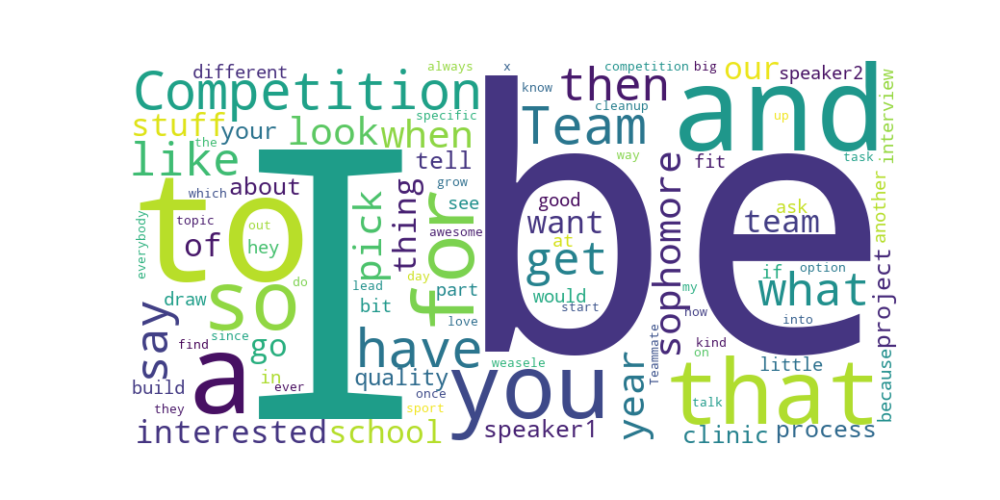 different
always
x
competition
big
our
speaker2
Competition
then
know
and
interview
stuff
your
look
when
specific
cleanup
Team
up
the
like
tell
be
way
sophomore
fit
task
to
which
about
I
pick
thing
grow
see
for
good
want
ask
team
another
everybody
topic
out
of
hey
awesome
at
get
if
option
what
project
say
draw
so
do
day
lead
bit
part
would
start
my
now
into
since
find
go
love
have
weasele
year
Teammate
kind
on
little
because
build
a
in
ever
quality
once
you
that
talk
they
sport
interested
school
speaker1
clinic
process